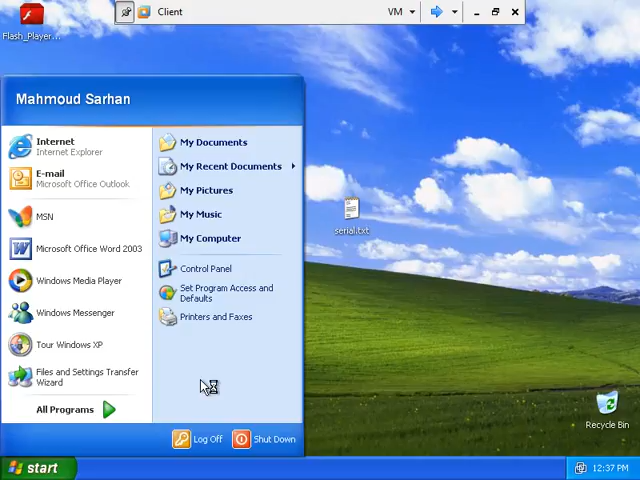 Client
VM
Flash_Player...
Mahmoud Sarhan
Internet
Internet Explorer
E-mail
Microsoft Office Outlook
MSN
Microsoft Office Word 2003
Windows Media Player
Windows Messenger
Tour Windows XP
Files and Settings Transfer
Wizard
All Programs
My Documents
My Recent Documents
My Pictures
My Music
My Computer
Control Panel
Set Program Access and
Defaults
Printers and Faxes
Log Off
Shut Down
serial.txt
Recycle Bin
start
12:37 PM